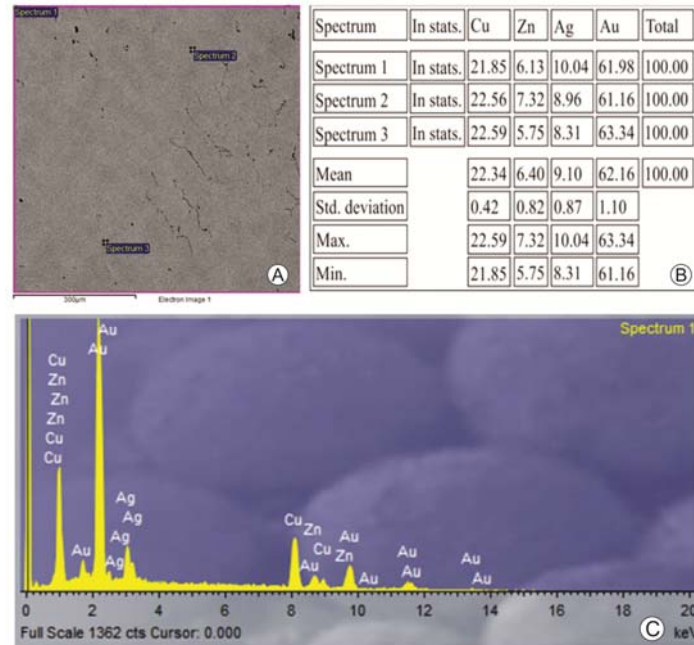 Spectrum 1
Spectrum 2
Spectrum 3
300µm Electron Image 1
A
Spectrum In stats. Cu Zn Ag Au Total
Spectrum 1 In stats. 21.85 6.13 10.04 61.98 100.00
Spectrum 2 In stats. 22.56 7.32 8.96 61.16 100.00
Spectrum 3 In stats. 22.59 5.75 8.31 63.34 100.00
Mean 22.34 6.40 9.10 62.16 100.00
Std. deviation 0.42 0.82 0.87 1.10
Max. 22.59 7.32 10.04 63.34
Min. 21.85 5.75 8.31 61.16
B
Spectrum 1
Au
Au
Cu
Zn
Zn
Zn
Cu
Cu
Au
Ag
Ag
Ag
Ag
Cu
Zn
Cu
Au
Au
Zn
Au
Au
Au
Au
Au
0 2 4 6 8 10 12 14 16 18 20
Full Scale 1362 cts Cursor: 0.000 keV
C